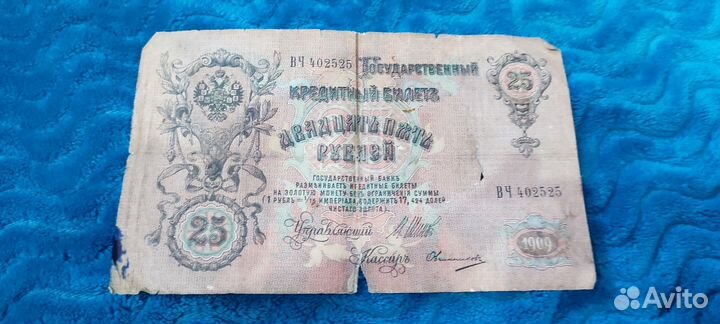 ВЧ 402525
Государственный
25
Кредитный Билетъ
Двадцать Пять
Рублей
Государственный Банкъ
размѣниваетъ кредитные билеты
на золотую монету безъ ограниченія суммы
(1 рубль = 1/15 имперіала, содержитъ 17,424 долей
чистаго золота).
ВЧ 402525
25
Управляющій
1909
Кассиръ
Avito